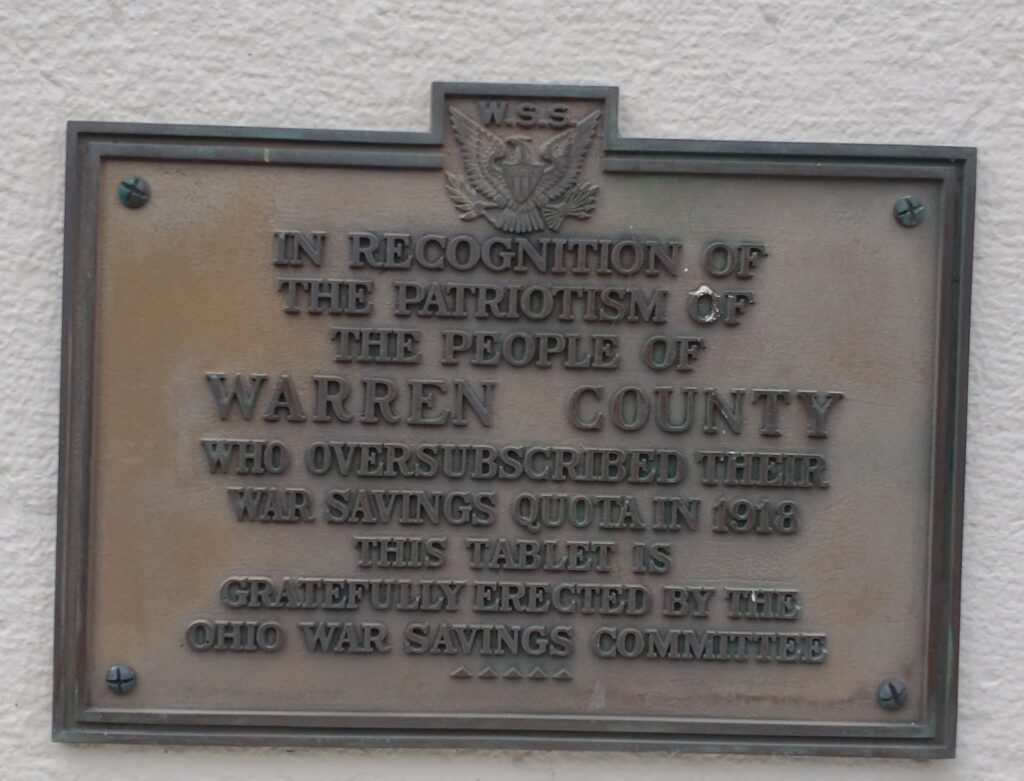 W.S.S.
IN RECOGNITION OF
THE PATRIOTISM OF
THE PEOPLE OF
WARREN COUNTY
WHO OVERSUBSCRIBED THEIR
WAR SAVINGS QUOTA IN 1918
THIS TABLET IS
GRATEFULLY ERECTED BY THE
OHIO WAR SAVINGS COMMITTEE